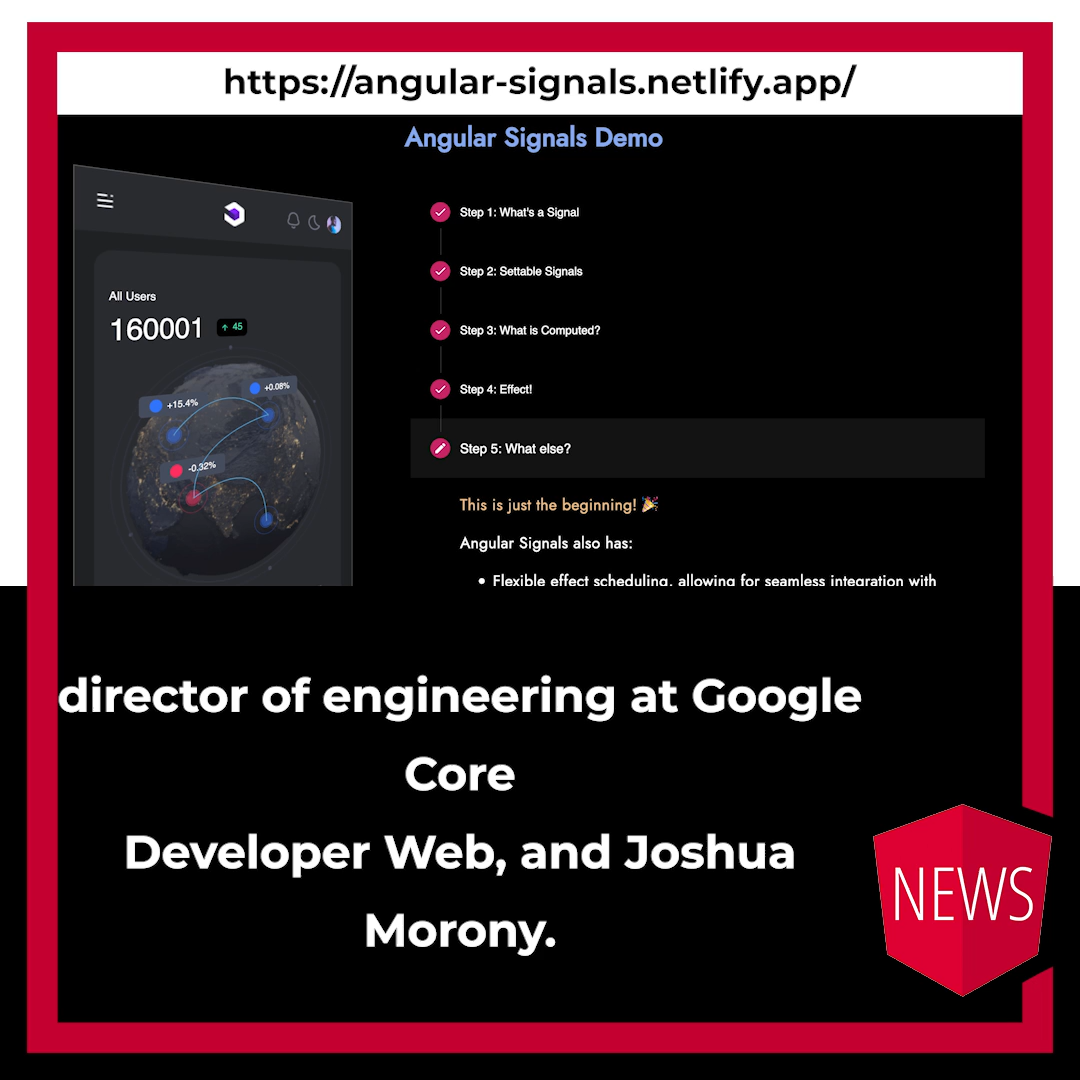 https://angular-signals.netlify.app/
Angular Signals Demo
All Users
160001 45
+0.08%
+15.4%
-0.32%
Step 1: What's a Signal
Step 2: Settable Signals
Step 3: What is Computed?
Step 4: Effect!
Step 5: What else?
This is just the beginning! 🎉
Angular Signals also has:
• Flexible effect scheduling, allowing for seamless integration with
director of engineering at Google
Core
Developer Web, and Joshua
Morony.
NEWS